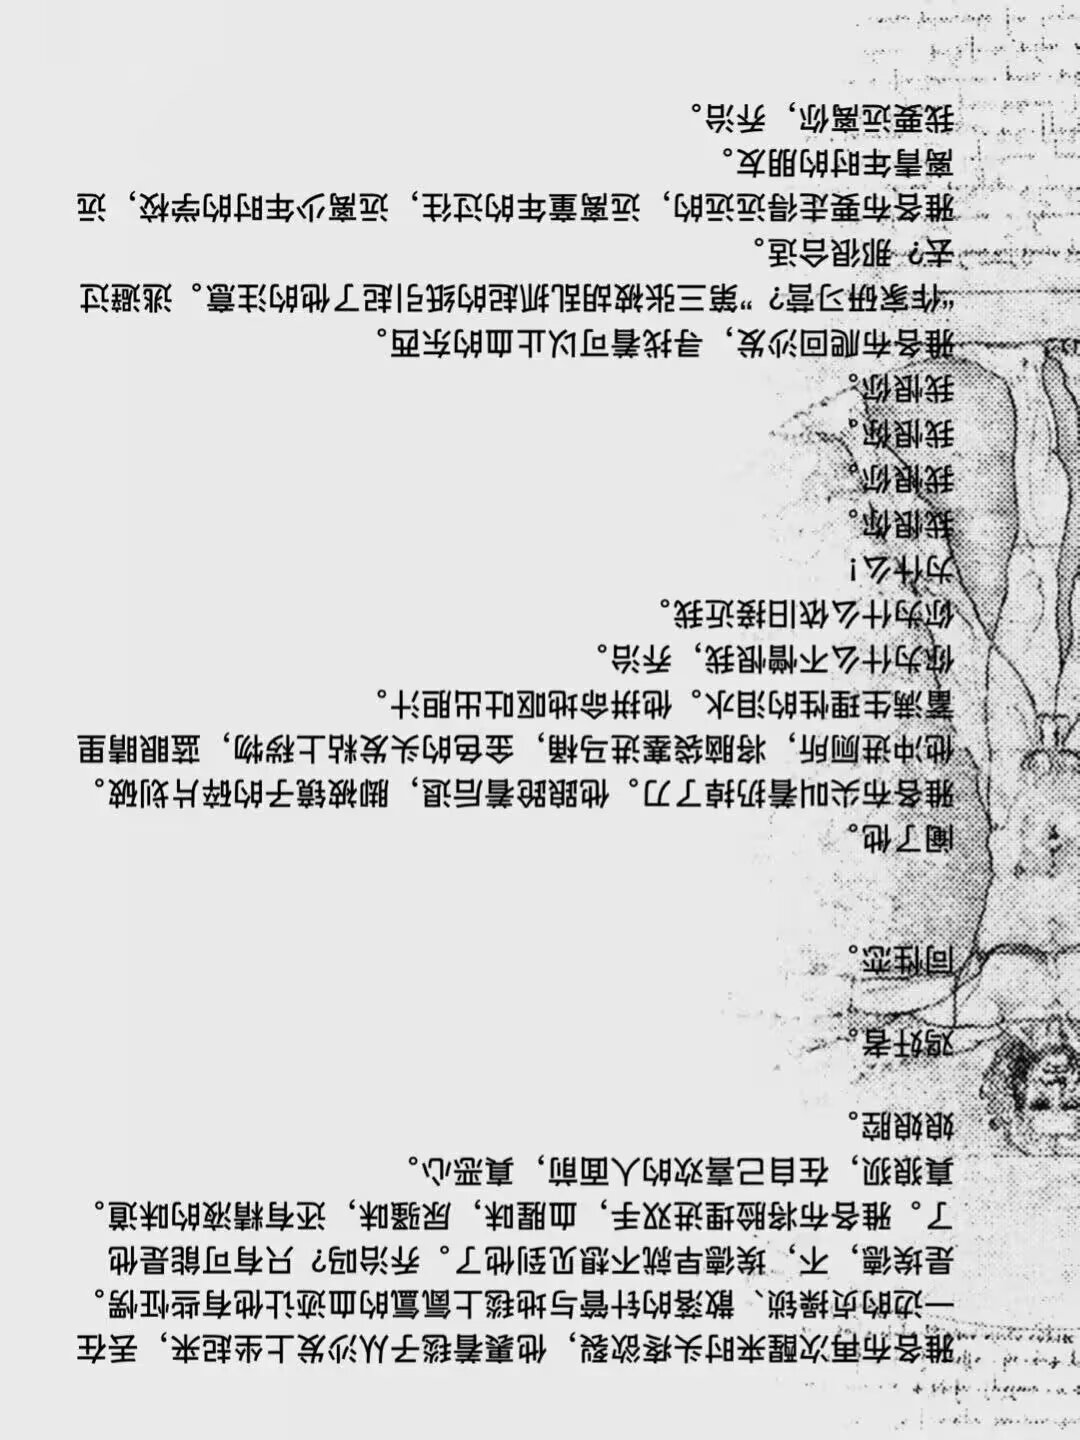 雅各布再次醒来时头疼欲裂，他裹着毯子从沙发上坐起来，丢在
一边的贞操锁、散落的针管与地毯上氤氲的血迹让他有些怔愣。
是埃德，不，埃德早就不想见到他了。乔治吗？只有可能是他
了。雅各布将脸埋进双手，血腥味，尿骚味，还有精液的味道。
真狼狈，在自己喜欢的人面前，真恶心。
娘娘腔。
鸡奸者。
同性恋。
阉了他。
雅各布尖叫着扔掉了刀。他踉跄着后退，脚被镜子的碎片划破。
他冲进厕所，将脑袋塞进马桶，金色的头发粘上秽物，蓝眼睛里
蓄满生理性的泪水。他拼命地呕吐出胆汁。
你为什么不憎恨我，乔治。
你为什么依旧接近我。
为什么！
我恨你。
我恨你。
我恨你。
我恨你。
雅各布爬回沙发，寻找着可以止血的东西。
“作家研习营？”第三张被胡乱抓起的纸引起了他的注意。逃避过
去？那很合适。
雅各布要走得远远的，远离童年的过往，远离少年时的学校，远
离青年时的朋友。
我要远离你，乔治。